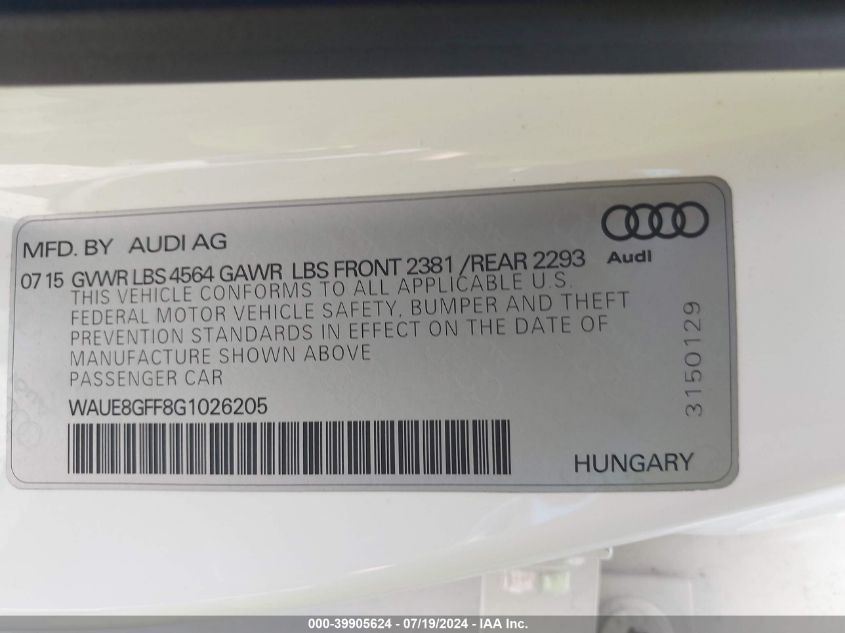 MFD. BY AUDI AG
Audi
07 15 GVWR LBS 4564 GAWR LBS FRONT 2381 /REAR 2293
THIS VEHICLE CONFORMS TO ALL APPLICABLE U.S.
FEDERAL MOTOR VEHICLE SAFETY, BUMPER AND THEFT
PREVENTION STANDARDS IN EFFECT ON THE DATE OF
MANUFACTURE SHOWN ABOVE
PASSENGER CAR
WAUE8GFF8G1026205
3150129
HUNGARY
000-39905624 - 07/19/2024 - IAA Inc.